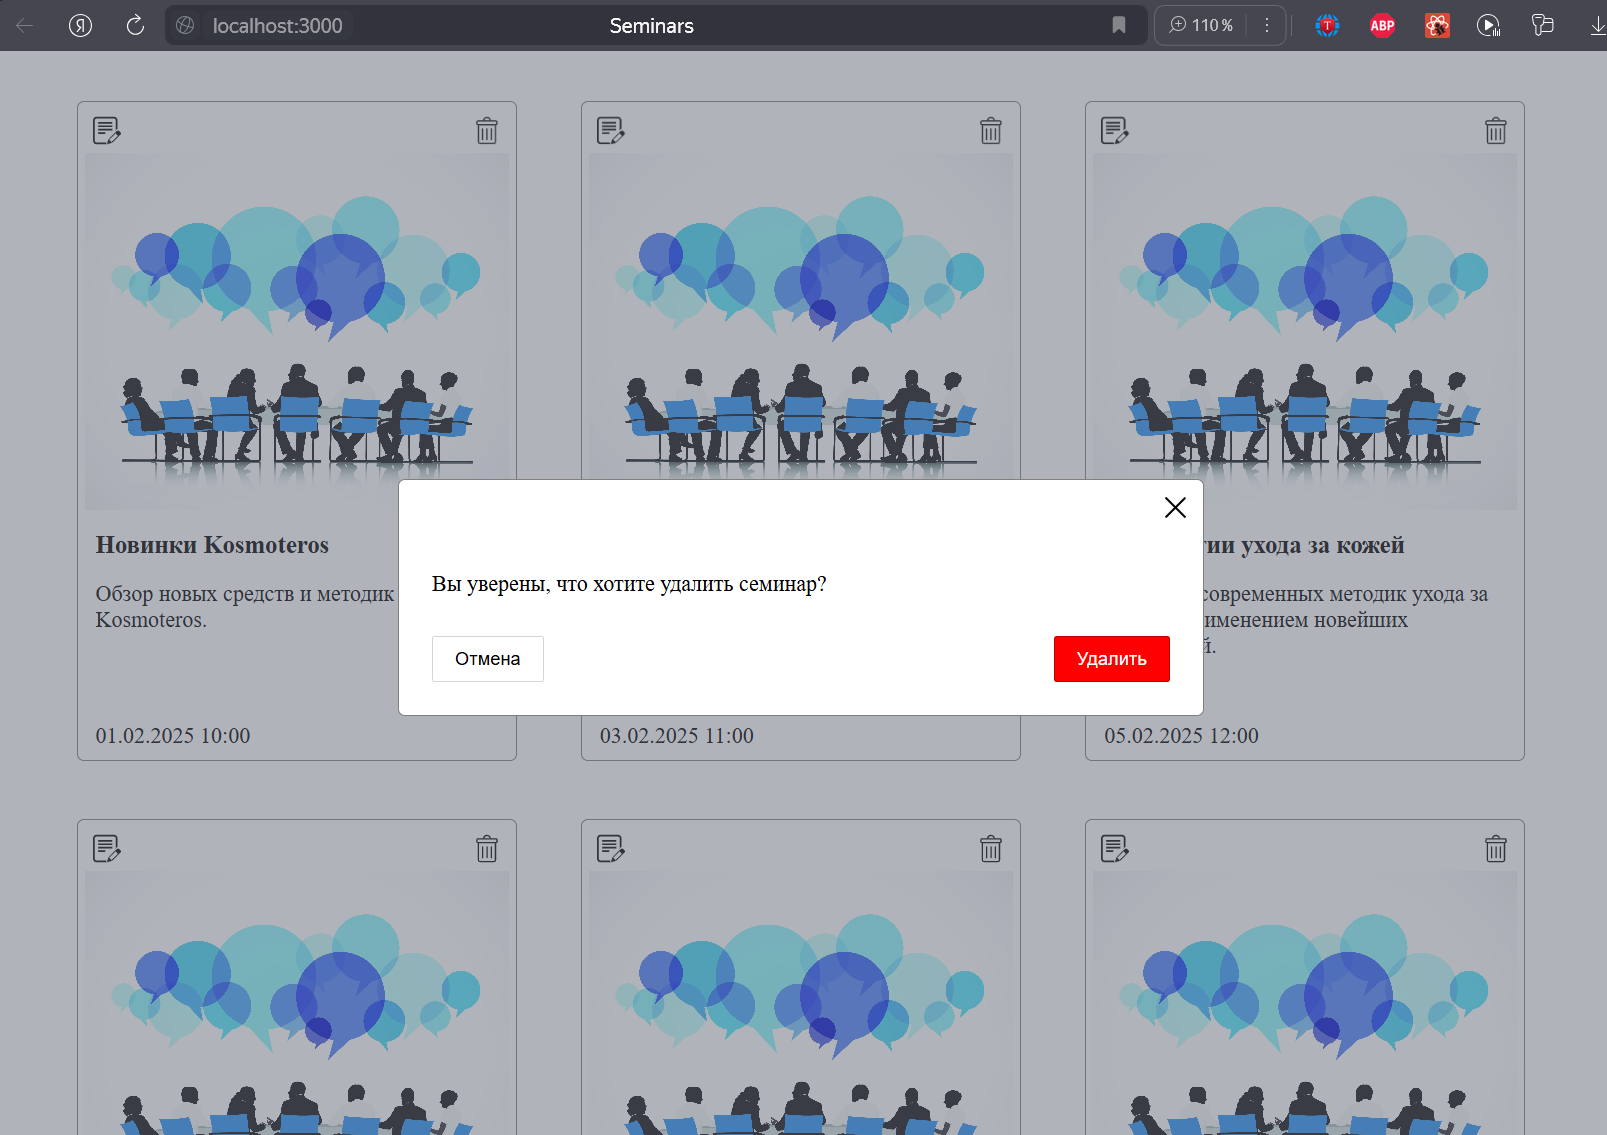 localhost:3000
Seminars
110 %
T
ABP
Новинки Kosmoteros
Обзор новых средств и методик
Kosmoteros.
01.02.2025 10:00
03.02.2025 11:00
ухода за кожей
современных методик ухода за
новейших
05.02.2025 12:00
Вы уверены, что хотите удалить семинар?
Отмена
Удалить